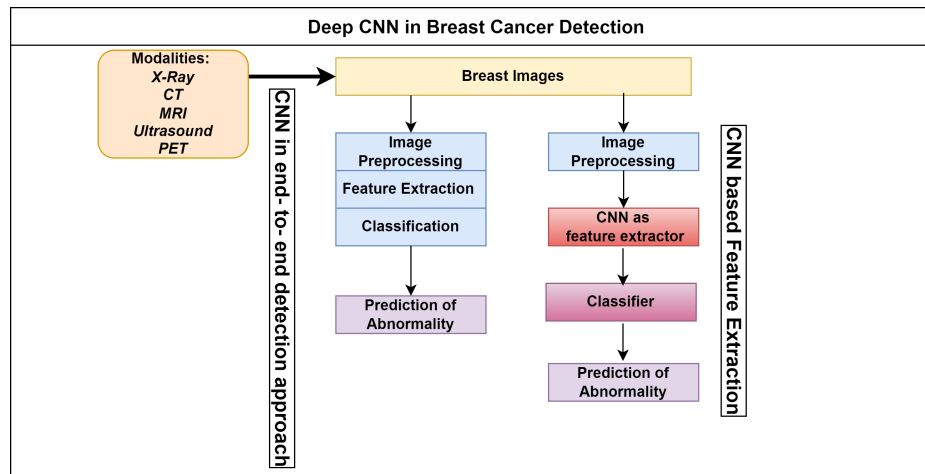 Deep CNN in Breast Cancer Detection
Modalities:
X-Ray
CT
MRI
Ultrasound
PET
Breast Images
CNN in end- to- end detection approach
Image
Preprocessing
Feature Extraction
Classification
Prediction of
Abnormality
Image
Preprocessing
CNN as
feature extractor
Classifier
Prediction of
Abnormality
CNN based Feature Extraction